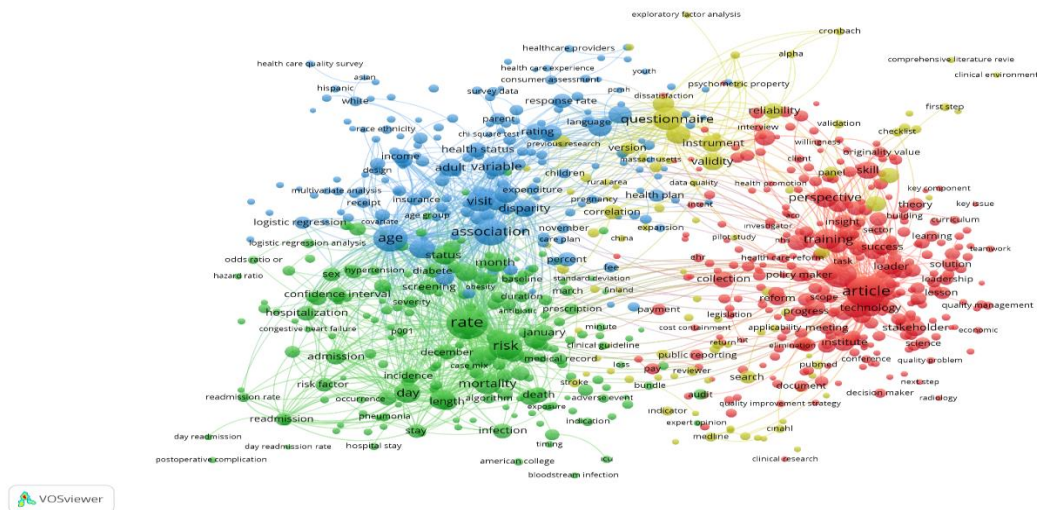 exploratory factor analysis
cronbach
healthcare providers
alpha
comprehensive literature revie
health care quality survey
health care experience
youth
clinical environment
asian
consumer assessment
pcmh
psychometric property
hispanic
survey data
dissatisfaction
white
response rate
reliability
first step
parent
language
questionnaire
validation
race ethnicity
rating
interview
checklist
chi square test
previous research
instrument
willingness
health status
version
originality value
income
massachusetts
validity
client
panel
skill
design
adult
variable
children
rural area
data quality
health promotion
key component
multivariate analysis
insurance
expenditure
pregnancy
health plan
perspective
theory
key issue
receipt
visit
disparity
correlation
intent
aco
insight
building
logistic regression
covariate
age group
november
expansion
investigator
sector
curriculum
age
association
china
pilot study
nhs
training
success
learning
teamwork
logistic regression analysis
status
care plan
ehr
health care reform
task
solution
odds ratio or
month
percent
fee
policy maker
leader
leadership
hazard ratio
sex
hypertension
diabete
baseline
standard deviation
collection
screening
obesity
march
finland
reform
scope
article
lesson
quality management
confidence interval
severity
duration
prescription
payment
progress
technology
hospitalization
antibiotic
legislation
congestive heart failure
p001
rate
january
minute
cost containment
applicability
meeting
stakeholder
economic
return
hit
elimination
institute
science
risk
clinical guideline
december
public reporting
conference
admission
case mix
medical record
loss
pay
reviewer
pubmed
quality problem
risk factor
incidence
mortality
stroke
bundle
search
document
next step
readmission rate
occurrence
day
length
algorithm
death
adverse event
audit
decision maker
radiology
exposure
indicator
quality improvement strategy
readmission
pneumonia
indication
expert opinion
day readmission
stay
infection
timing
medline
cinahl
day readmission rate
hospital stay
postoperative complication
american college
icu
clinical research
bloodstream infection
VOSviewer